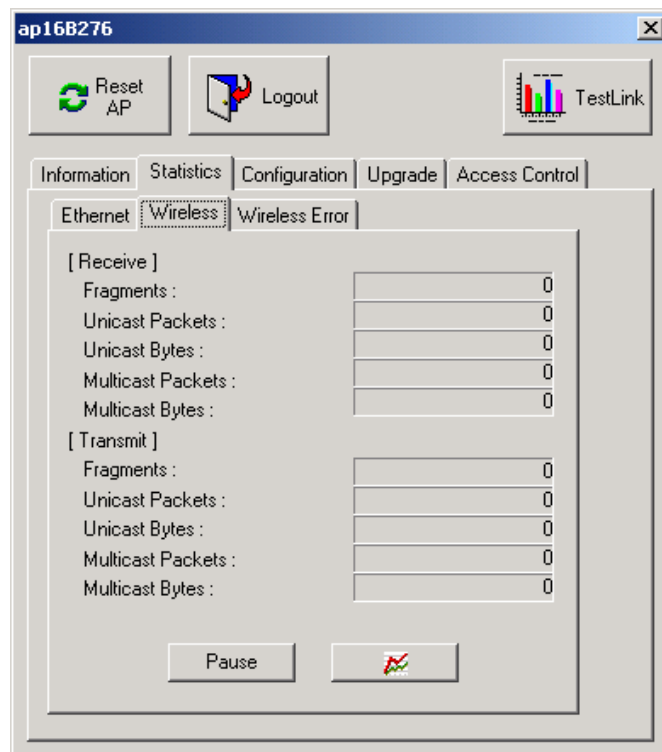 ap16B276
Reset AP
Logout
TestLink
Information Statistics Configuration Upgrade Access Control
Ethernet Wireless Wireless Error
[ Receive ]
Fragments : 0
Unicast Packets : 0
Unicast Bytes : 0
Multicast Packets : 0
Multicast Bytes : 0
[ Transmit ]
Fragments : 0
Unicast Packets : 0
Unicast Bytes : 0
Multicast Packets : 0
Multicast Bytes : 0
Pause